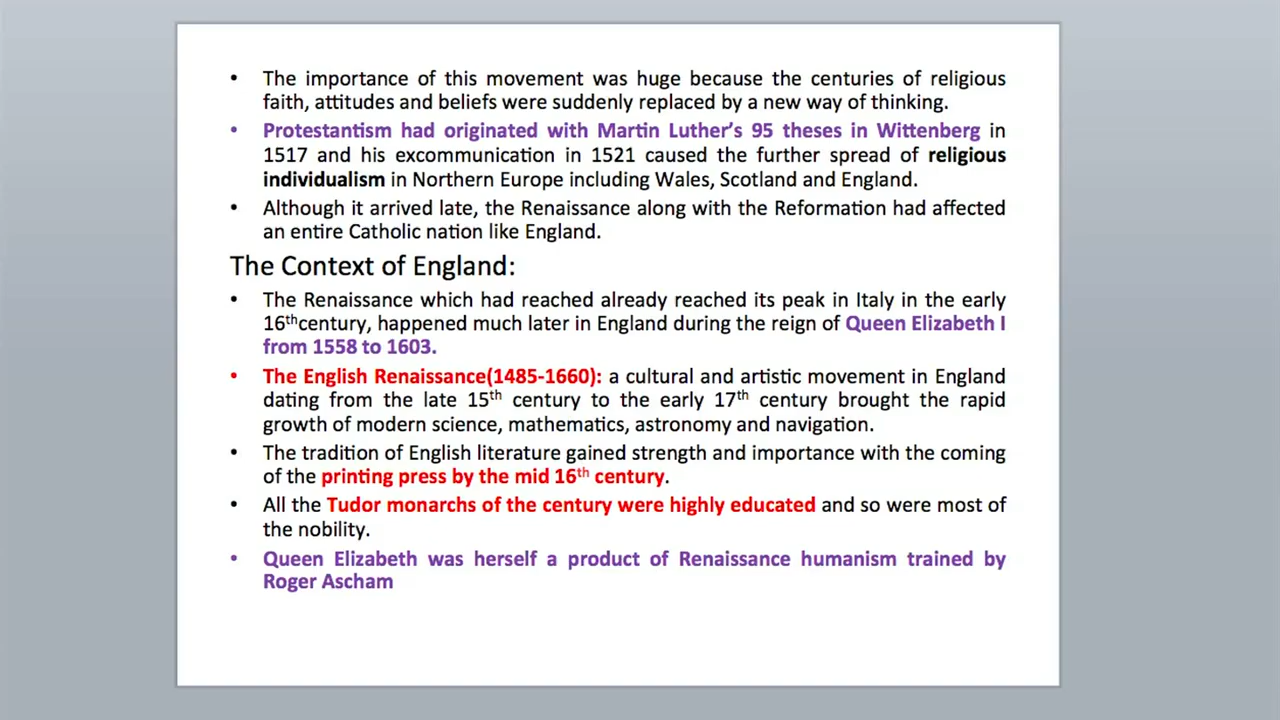 • The importance of this movement was huge because the centuries of religious
faith, attitudes and beliefs were suddenly replaced by a new way of thinking.
• Protestantism had originated with Martin Luther’s 95 theses in Wittenberg in
1517 and his excommunication in 1521 caused the further spread of religious
individualism in Northern Europe including Wales, Scotland and England.
• Although it arrived late, the Renaissance along with the Reformation had affected
an entire Catholic nation like England.
The Context of England:
• The Renaissance which had reached already reached its peak in Italy in the early
16thcentury, happened much later in England during the reign of Queen Elizabeth I
from 1558 to 1603.
• The English Renaissance(1485-1660): a cultural and artistic movement in England
dating from the late 15th century to the early 17th century brought the rapid
growth of modern science, mathematics, astronomy and navigation.
• The tradition of English literature gained strength and importance with the coming
of the printing press by the mid 16th century.
• All the Tudor monarchs of the century were highly educated and so were most of
the nobility.
• Queen Elizabeth was herself a product of Renaissance humanism trained by
Roger Ascham